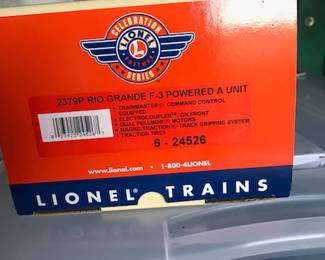 CELEBRATION
LIONEL
L
POSTWAR
SERIES
2379P RIO GRANDE F-3 POWERED A UNIT
• TRAINMASTER® COMMAND CONTROL
EQUIPPED
• ELECTROCOUPLER™ ON FRONT
• DUAL PULLMOR® MOTORS
• MAGNE-TRACTION® TRACK GRIPPING SYSTEM
• TRACTION TIRES
6 - 24526
www.lionel.com • 1-800-4LIONEL
LIONEL® TRAINS